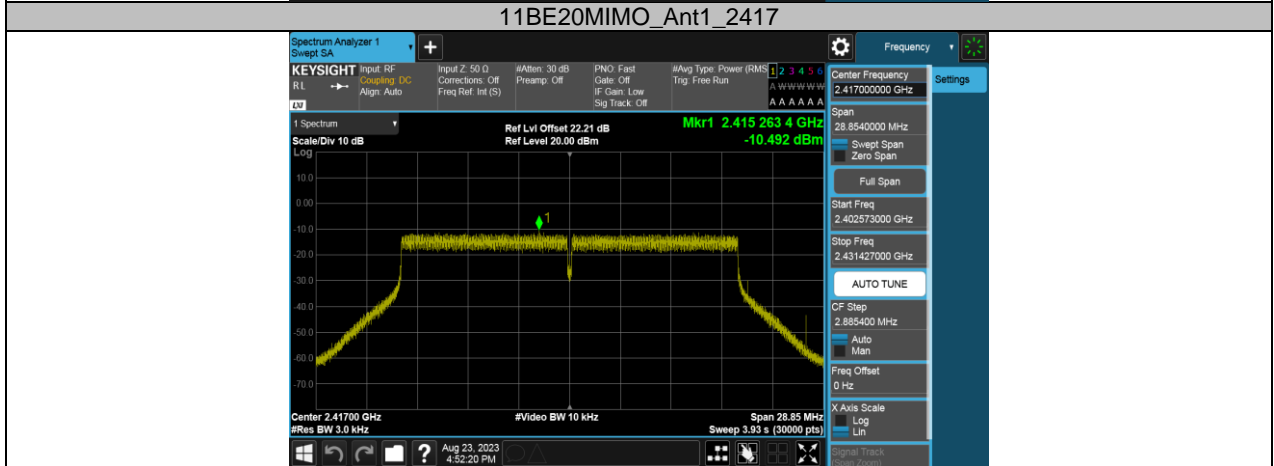 11BE20MIMO_Ant1_2417
Spectrum Analyzer 1
Swept SA
+
Frequency
KEYSIGHT
RL
LXI
Input: RF
Coupling: DC
Align: Auto
Input Z: 50 Ω
Corrections: Off
Freq Ref: Int (S)
#Atten: 30 dB
Preamp: Off
PNO: Fast
Gate: Off
IF Gain: Low
Sig Track: Off
#Avg Type: Power (RMS
Trig: Free Run
1 2 3 4 5 6
A W W W W W
A A A A A A
Center Frequency
2.417000000 GHz
Settings
Span
28.8540000 MHz
Swept Span
Zero Span
Full Span
Start Freq
2.402573000 GHz
Stop Freq
2.431427000 GHz
AUTO TUNE
CF Step
2.885400 MHz
Auto
Man
Freq Offset
0 Hz
X Axis Scale
Log
Lin
Signal Track
(Span Zoom)
1 Spectrum
Scale/Div 10 dB
Ref Lvl Offset 22.21 dB
Ref Level 20.00 dBm
Mkr1 2.415 263 4 GHz
-10.492 dBm
Log
10.0
0.00
-10.0
-20.0
-30.0
-40.0
-50.0
-60.0
-70.0
1
Center 2.41700 GHz
#Res BW 3.0 kHz
#Video BW 10 kHz
Span 28.85 MHz
Sweep 3.93 s (30000 pts)
?
Aug 23, 2023
4:52:20 PM